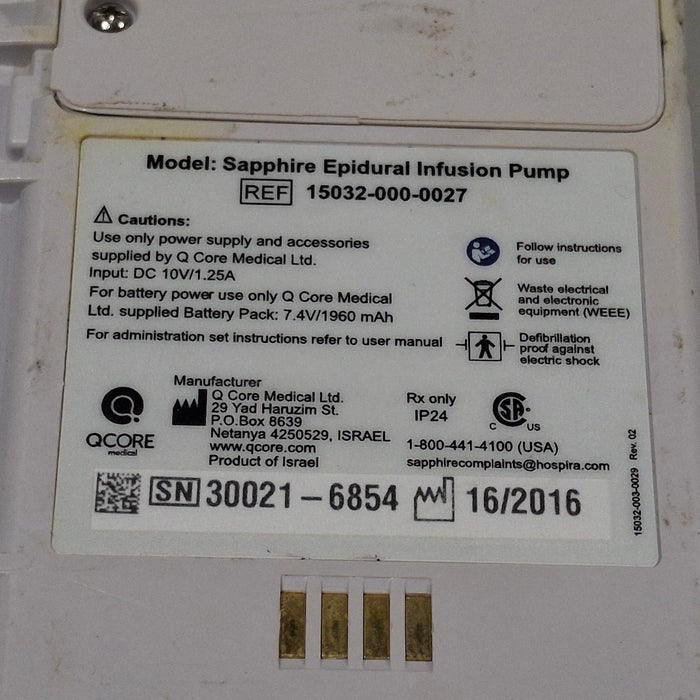 Model: Sapphire Epidural Infusion Pump
REF 15032-000-0027
Cautions:
Use only power supply and accessories
supplied by Q Core Medical Ltd.
Input: DC 10V/1.25A
For battery power use only Q Core Medical
Ltd. supplied Battery Pack: 7.4V/1960 mAh
For administration set instructions refer to user manual
Follow instructions
for use
Waste electrical
and electronic
equipment (WEEE)
Defibrillation
proof against
electric shock
QCORE
medical
Manufacturer
Q Core Medical Ltd.
29 Yad Haruzim St.
P.O.Box 8639
Netanya 4250529, ISRAEL
www.qcore.com
Product of Israel
Rx only
IP24
C SA US
1-800-441-4100 (USA)
sapphirecomplaints@hospira.com
SN 30021-6854 16/2016
15032-003-0029 Rev. 02